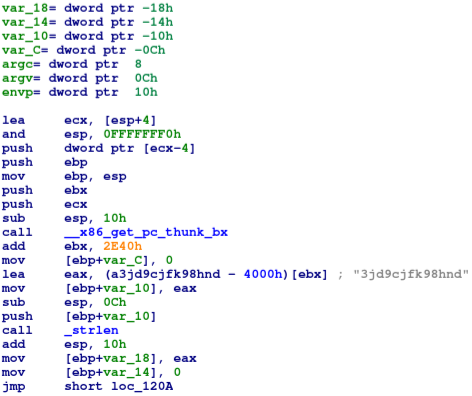 var_18= dword ptr -18h
var_14= dword ptr -14h
var_10= dword ptr -10h
var_C= dword ptr -0Ch
argc= dword ptr  8
argv= dword ptr  0Ch
envp= dword ptr  10h
lea     ecx, [esp+4]
and     esp, 0FFFFFFF0h
push    dword ptr [ecx-4]
push    ebp
mov     ebp, esp
push    ebx
push    ecx
sub     esp, 10h
call    __x86_get_pc_thunk_bx
add     ebx, 2E40h
mov     [ebp+var_C], 0
lea     eax, (a3jd9cjfk98hnd - 4000h)[ebx] ; "3jd9cjfk98hnd"
mov     [ebp+var_10], eax
sub     esp, 0Ch
push    [ebp+var_10]
call    _strlen
add     esp, 10h
mov     [ebp+var_18], eax
mov     [ebp+var_14], 0
jmp     short loc_120A